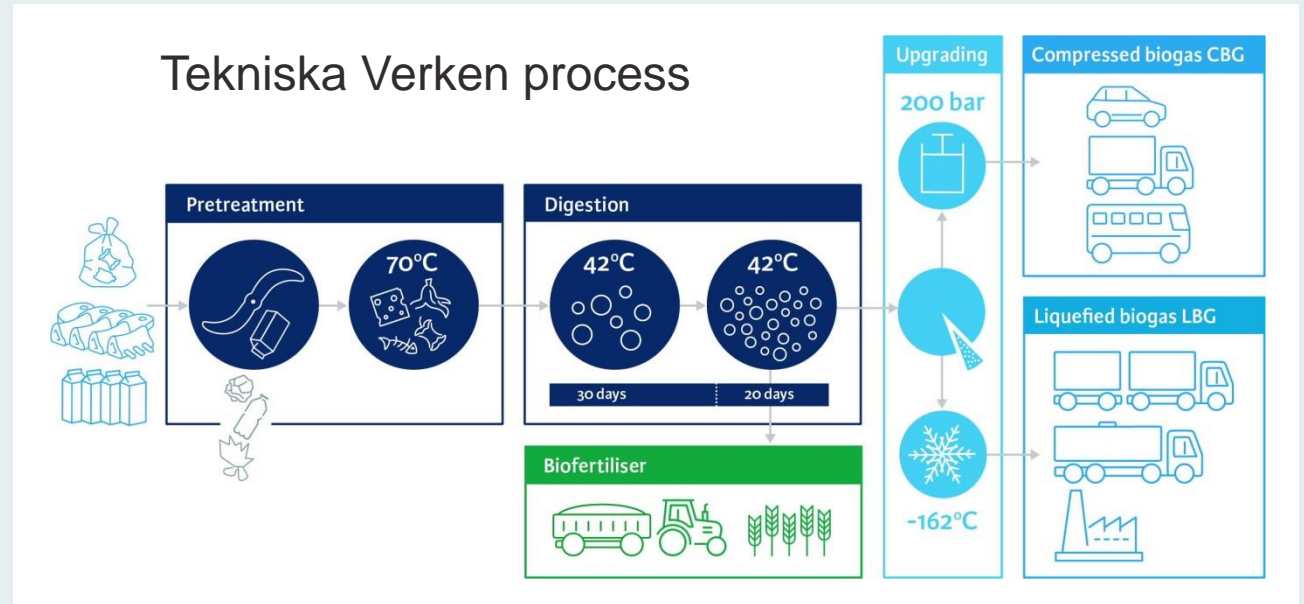 Tekniska Verken process
Pretreatment
70°C
Digestion
42°C
42°C
30 days
20 days
Biofertiliser
Upgrading
200 bar
-162°C
Compressed biogas CBG
Liquefied biogas LBG